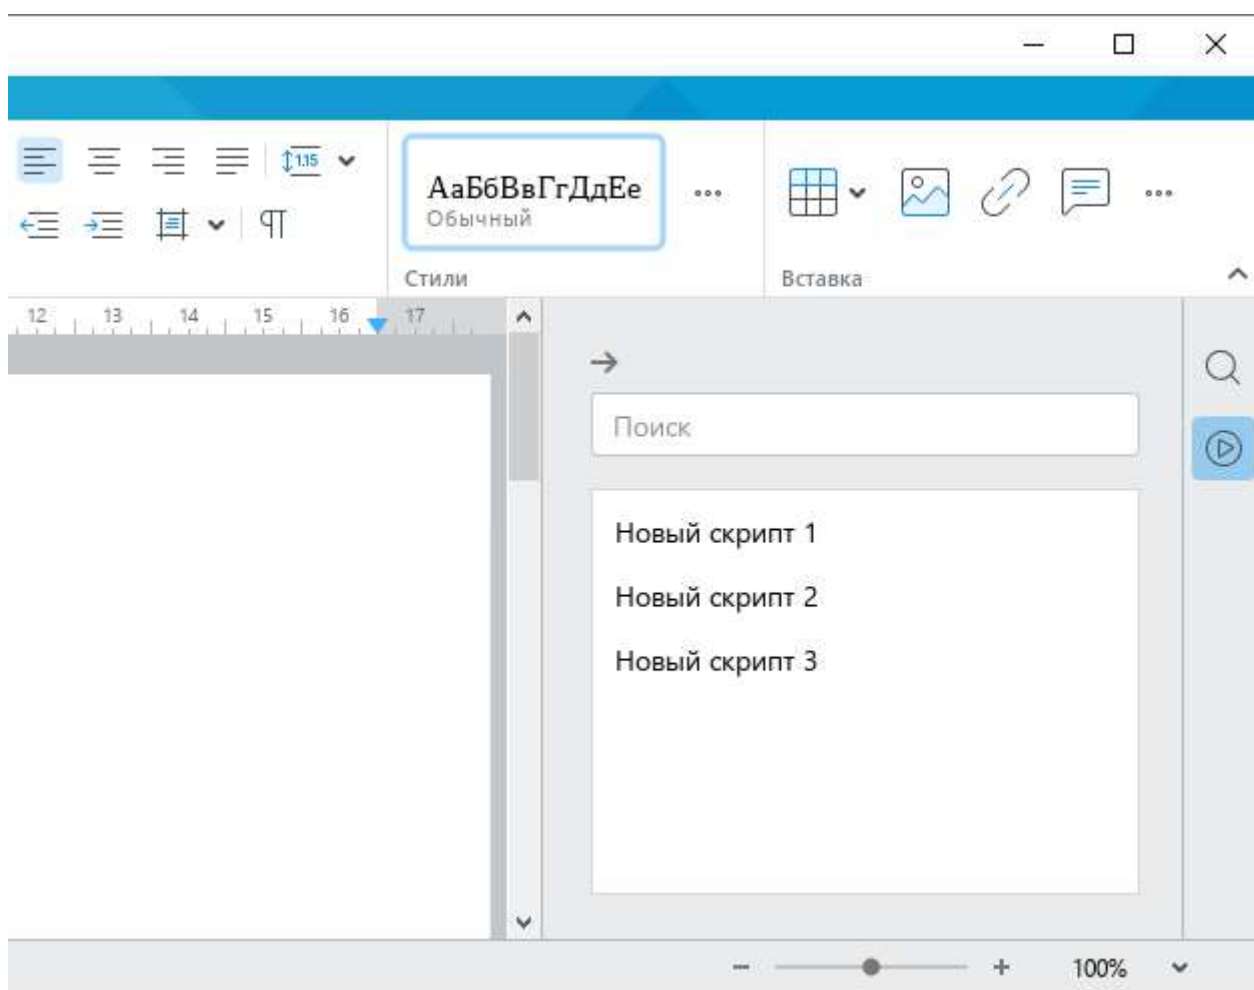 1.15
АаБбВвГгДдЕе
Обычный
Стили
Вставка
12 13 14 15 16 17
Поиск
Новый скрипт 1
Новый скрипт 2
Новый скрипт 3
100%